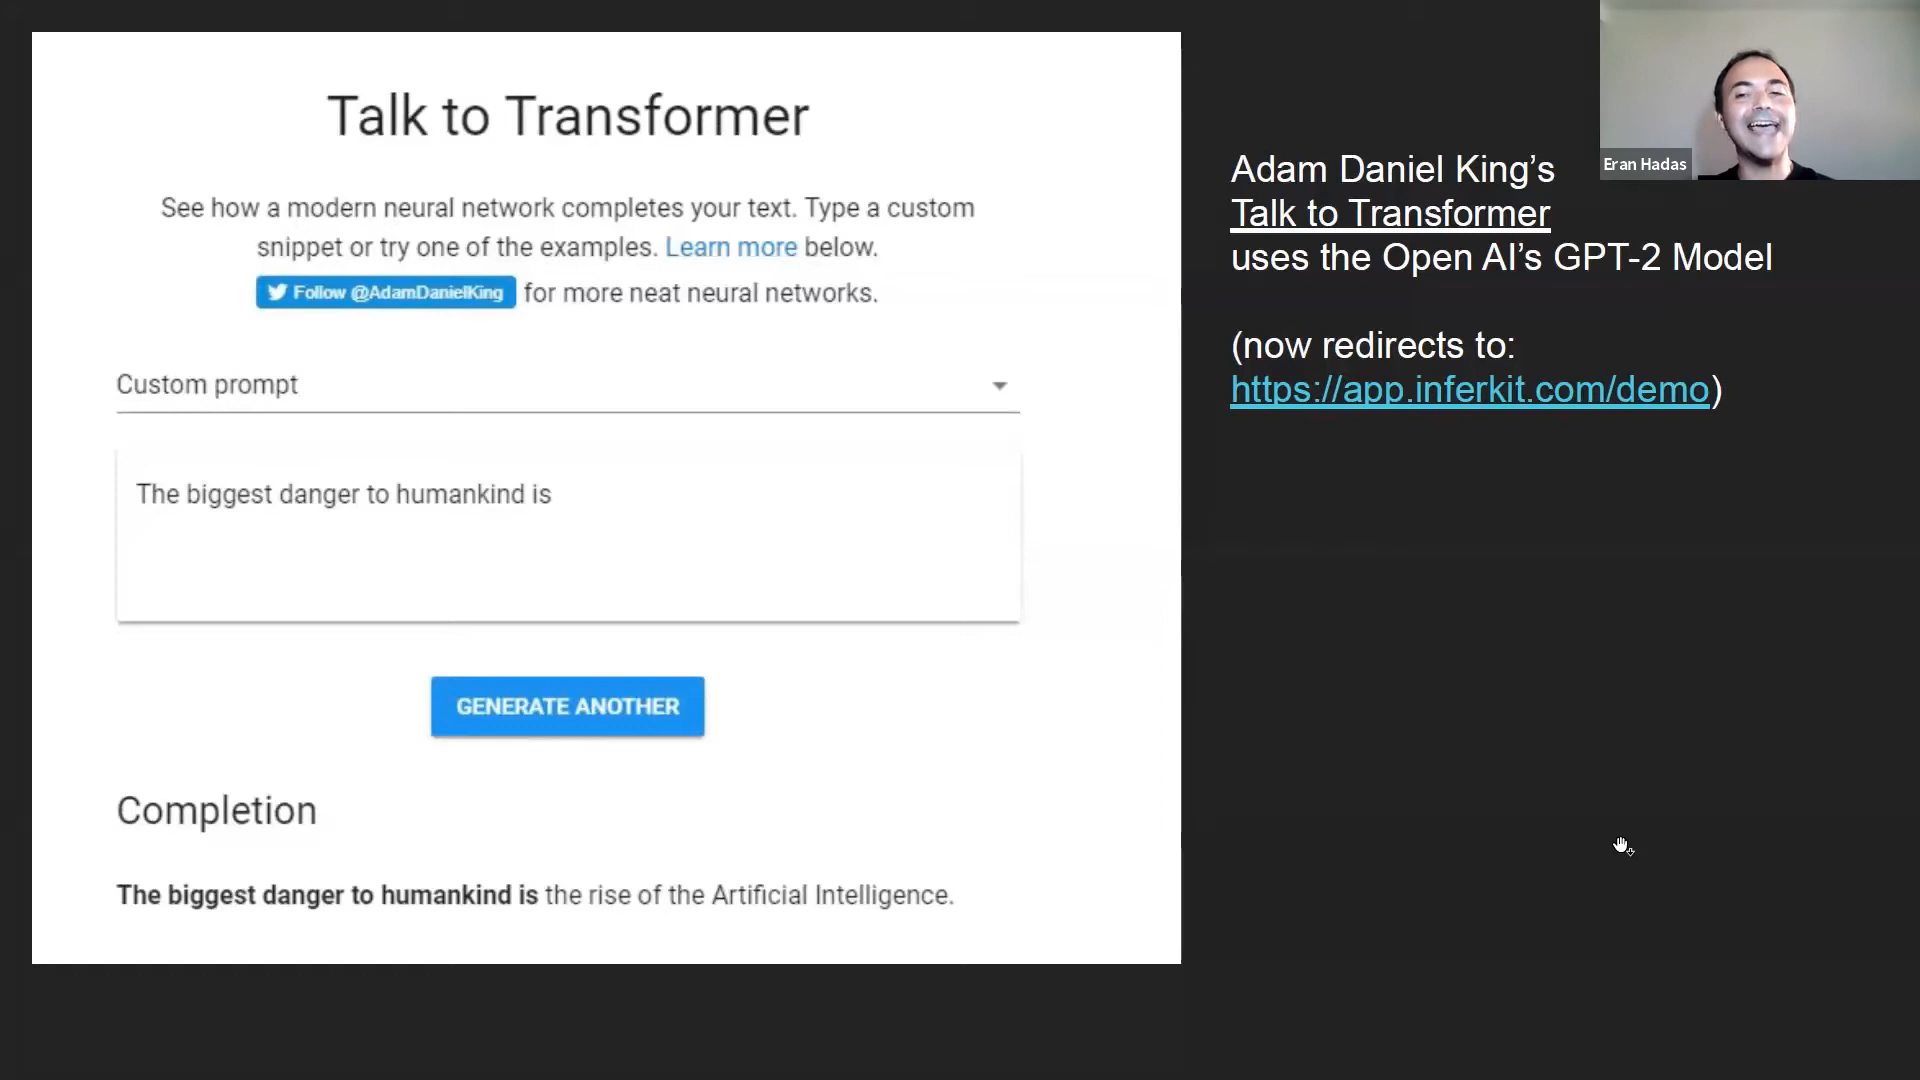 Talk to Transformer
See how a modern neural network completes your text. Type a custom
snippet or try one of the examples. Learn more below.
Follow @AdamDanielKing for more neat neural networks.
Custom prompt
The biggest danger to humankind is
GENERATE ANOTHER
Completion
The biggest danger to humankind is the rise of the Artificial Intelligence.
Adam Daniel King’s
Talk to Transformer
uses the Open AI’s GPT-2 Model
(now redirects to:
https://app.inferkit.com/demo)
Eran Hadas